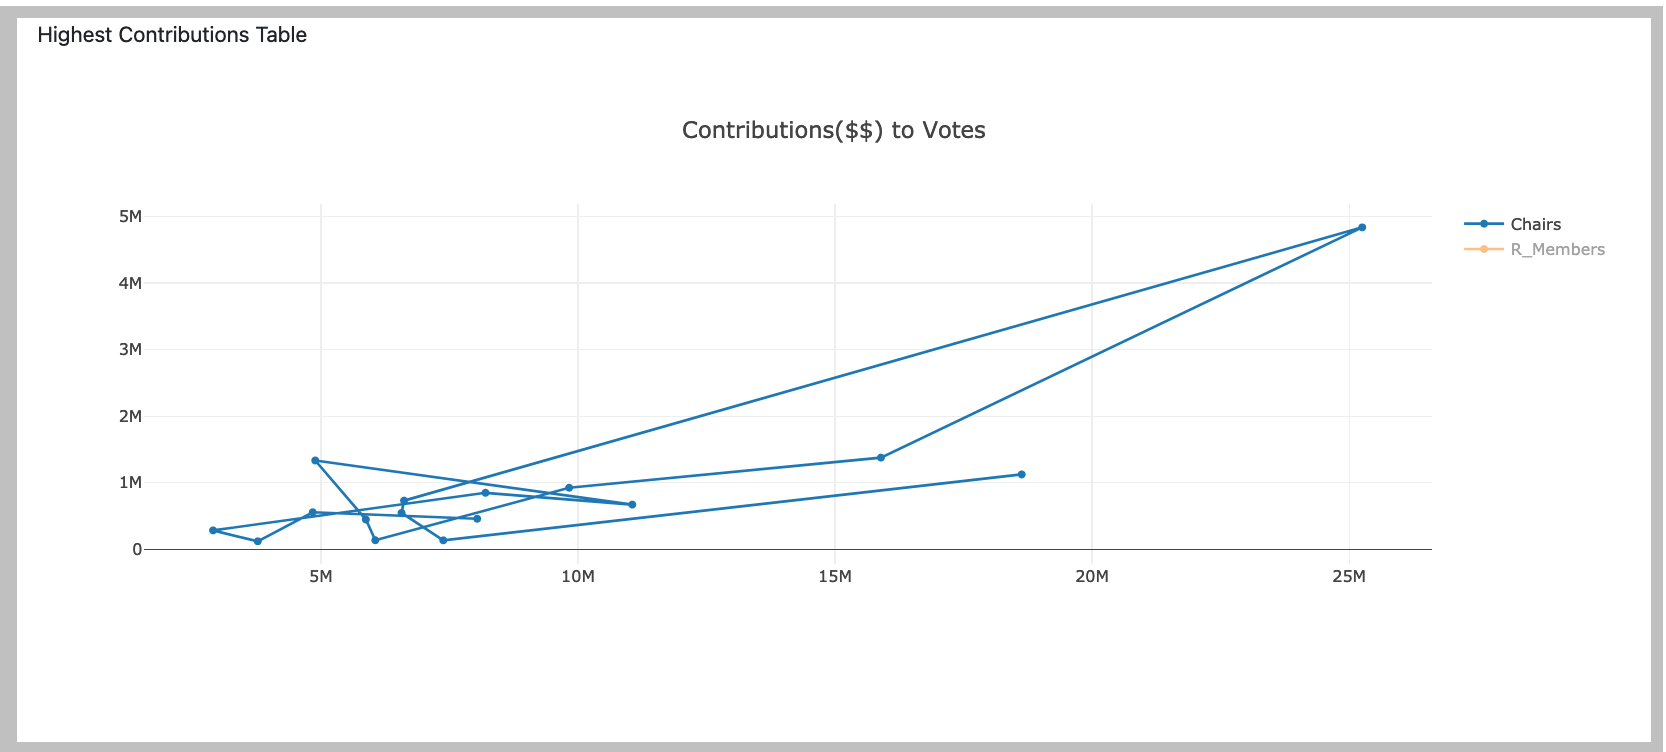 Highest Contributions Table
Contributions($$) to Votes
5M
4M
3M
2M
1M
0
5M 10M 15M 20M 25M
Chairs
R_Members